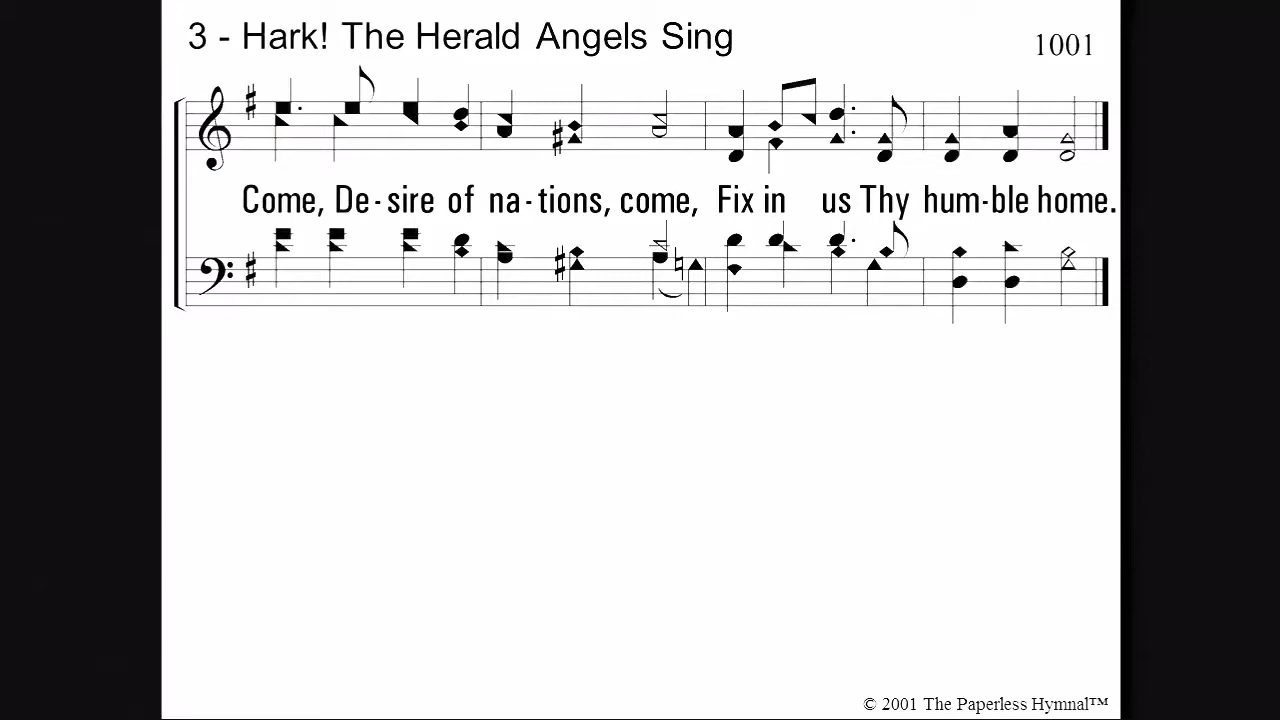 3 - Hark! The Herald Angels Sing
1001
Come, De-sire of na-tions, come, Fix in us Thy hum-ble home.
© 2001 The Paperless Hymnal™